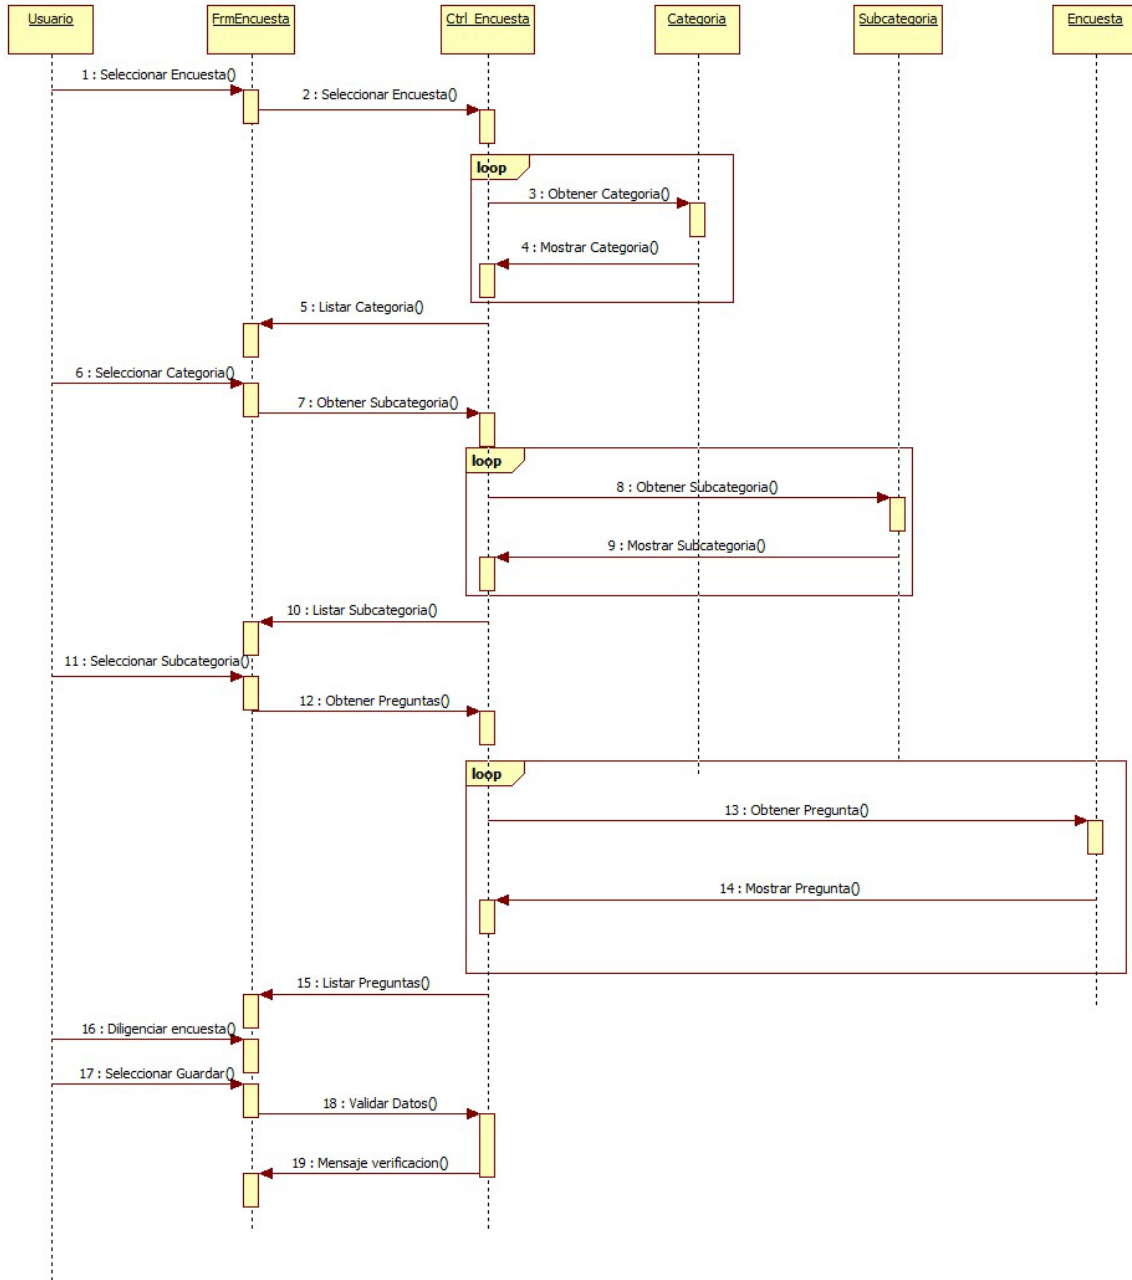 Usuario
FrmEncuesta
Ctrl_Encuesta
Categoria
Subcategoria
Encuesta
1 : Seleccionar Encuesta()
2 : Seleccionar Encuesta()
loop
3 : Obtener Categoria()
4 : Mostrar Categoria()
5 : Listar Categoria()
6 : Seleccionar Categoria()
7 : Obtener Subcategoria()
loop
8 : Obtener Subcategoria()
9 : Mostrar Subcategoria()
10 : Listar Subcategoria()
11 : Seleccionar Subcategoria()
12 : Obtener Preguntas()
loop
13 : Obtener Pregunta()
14 : Mostrar Pregunta()
15 : Listar Preguntas()
16 : Diligenciar encuesta()
17 : Seleccionar Guardar()
18 : Validar Datos()
19 : Mensaje verificacion()